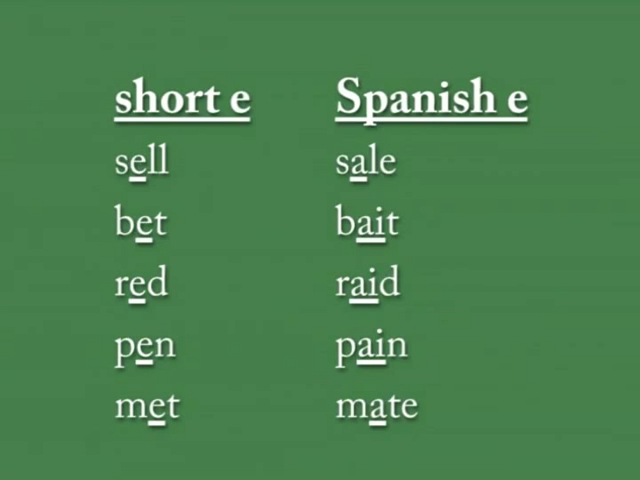 short e Spanish e
sell sale
bet bait
red raid
pen pain
met mate